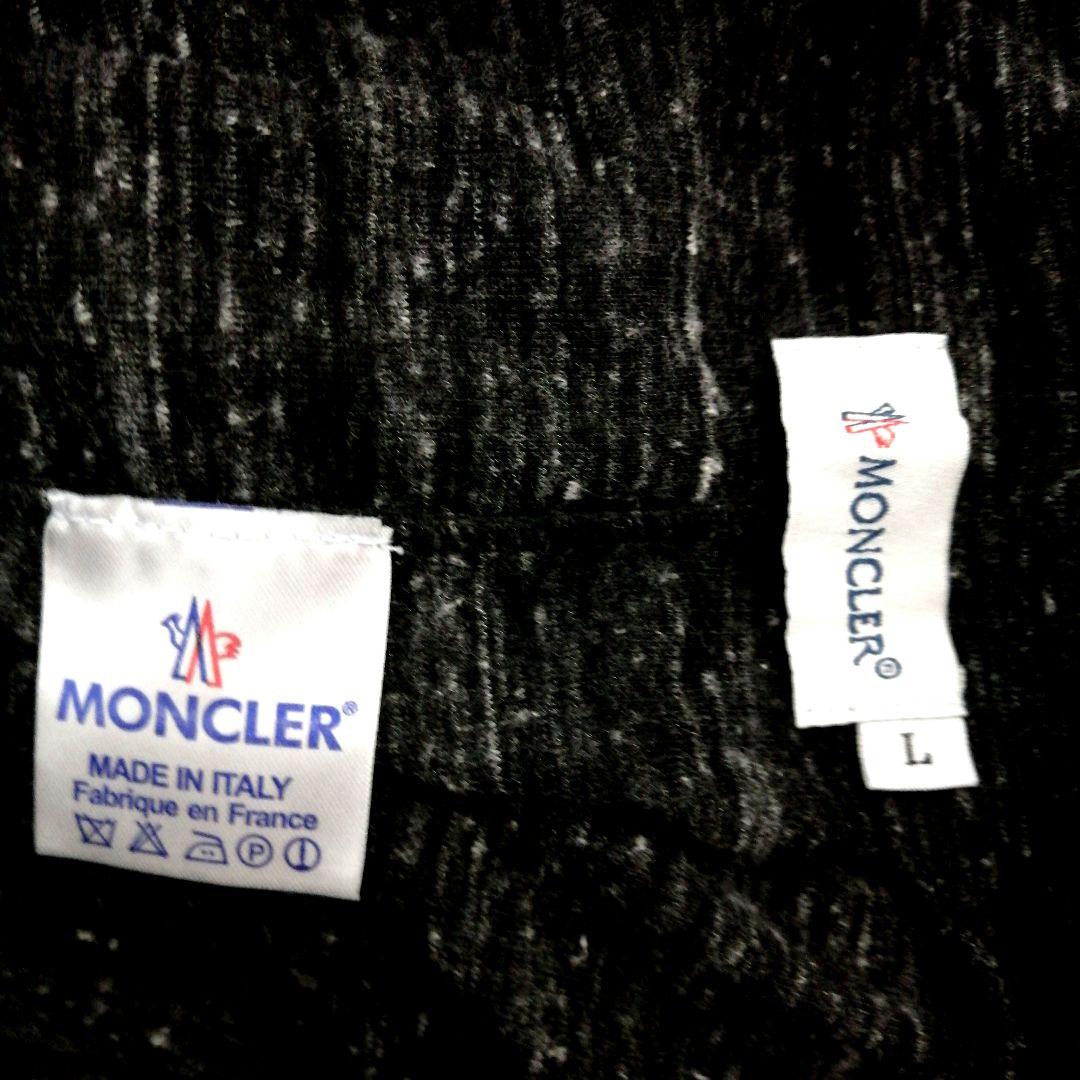 MONCLER®
MADE IN ITALY
Fabrique en France
P
MONCLER®
L